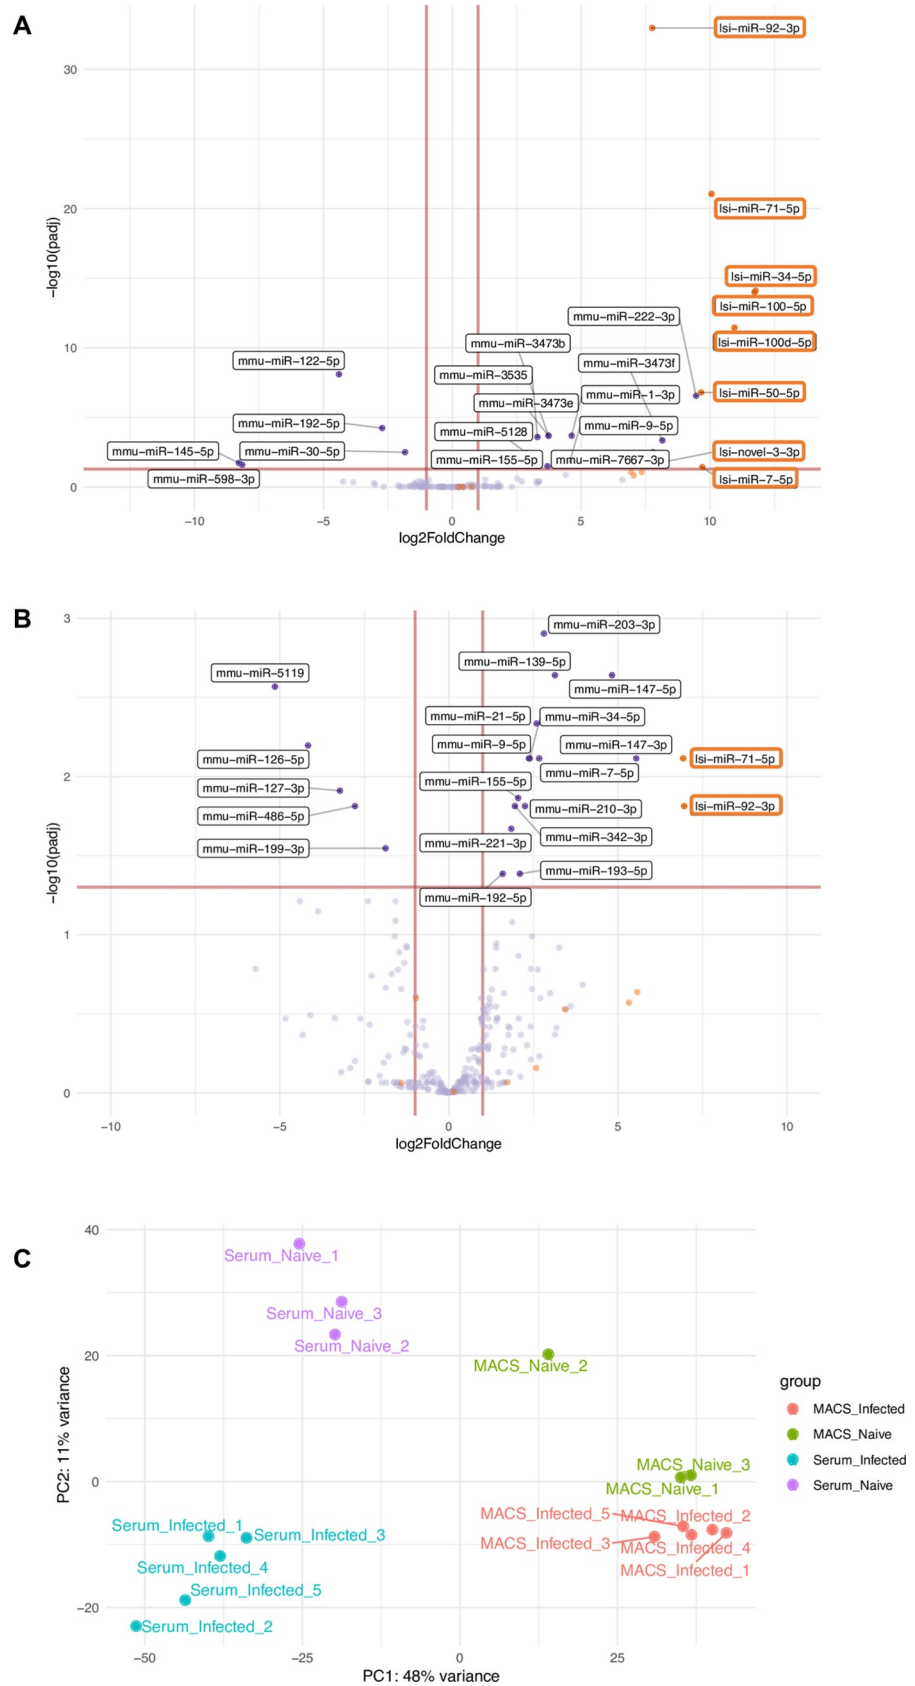 A
lsi−miR−92−3p
30
lsi−miR−71−5p
20
lsi−miR−34−5p
lsi−miR−100−5p
mmu−miR−222−3p
lsi−miR−100d−5p
mmu−miR−3473b
10
mmu−miR−122−5p
mmu−miR−3473f
mmu−miR−3535
mmu−miR−1−3p
lsi−miR−50−5p
mmu−miR−3473e
mmu−miR−192−5p
mmu−miR−9−5p
mmu−miR−5128
mmu−miR−145−5p
mmu−miR−30−5p
lsi−novel−3−3p
mmu−miR−155−5p
mmu−miR−7667−3p
mmu−miR−598−3p
lsi−miR−7−5p
0
−log10(padj)
−10
−5
0
5
10
log2FoldChange
B
3
mmu−miR−203−3p
mmu−miR−139−5p
mmu−miR−5119
mmu−miR−147−5p
mmu−miR−21−5p
mmu−miR−34−5p
mmu−miR−9−5p
mmu−miR−147−3p
mmu−miR−126−5p
lsi−miR−71−5p
2
mmu−miR−7−5p
mmu−miR−155−5p
mmu−miR−127−3p
lsi−miR−92−3p
mmu−miR−210−3p
mmu−miR−486−5p
mmu−miR−342−3p
mmu−miR−221−3p
mmu−miR−199−3p
mmu−miR−193−5p
mmu−miR−192−5p
1
0
−log10(padj)
−10
−5
0
5
10
log2FoldChange
C
40
Serum_Naive_1
Serum_Naive_3
Serum_Naive_2
20
MACS_Naive_2
MACS_Naive_3
0
MACS_Naive_1
MACS_Infected_5
MACS_Infected_2
Serum_Infected_1
Serum_Infected_3
MACS_Infected_3
MACS_Infected_4
Serum_Infected_4
MACS_Infected_1
Serum_Infected_5
−20
Serum_Infected_2
PC2: 11% variance
−50
−25
0
25
PC1: 48% variance
group
MACS_Infected
MACS_Naive
Serum_Infected
Serum_Naive